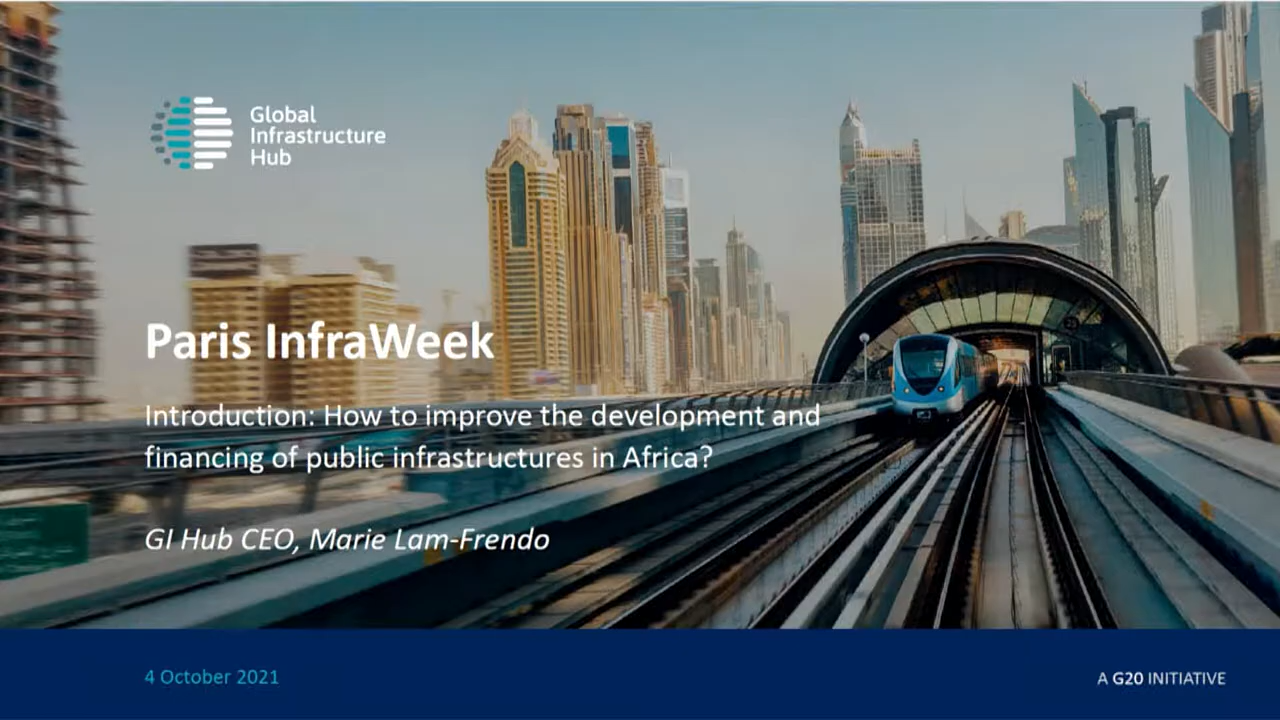 Global
Infrastructure
Hub
Paris InfraWeek
Introduction: How to improve the development and
financing of public infrastructures in Africa?
GI Hub CEO, Marie Lam-Frendo
4 October 2021
A G20 INITIATIVE